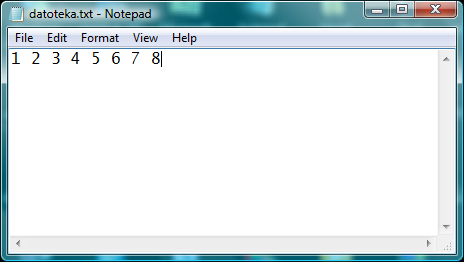 datoteka.txt - Notepad
File Edit Format View Help
1 2 3 4 5 6 7 8